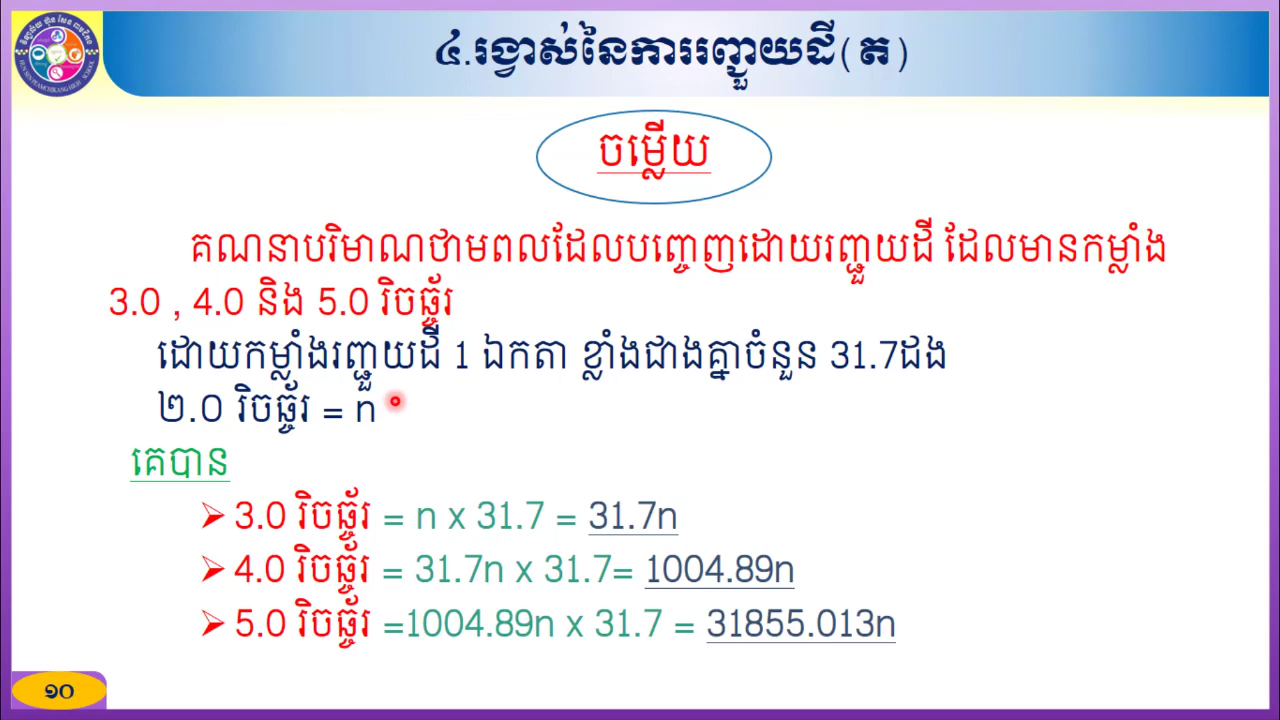 ៤.រង្វាស់នៃការរញ្ជួយដី(ត)
ចម្លើយ
គណនាបរិមាណថាមពលដែលបញ្ចេញដោយរញ្ជួយដី ដែលមានកម្លាំង
3.0 , 4.0 និង 5.0 រិចឆ្ទ័រ
ដោយកម្លាំងរញ្ជួយដី 1 ឯកតា ខ្លាំងជាងគ្នាចំនួន 31.7ដង
២.0 រិចឆ្ទ័រ = n
គេបាន
➢ 3.0 រិចឆ្ទ័រ = n x 31.7 = 31.7n
➢ 4.0 រិចឆ្ទ័រ = 31.7n x 31.7= 1004.89n
➢ 5.0 រិចឆ្ទ័រ =1004.89n x 31.7 = 31855.013n
១០